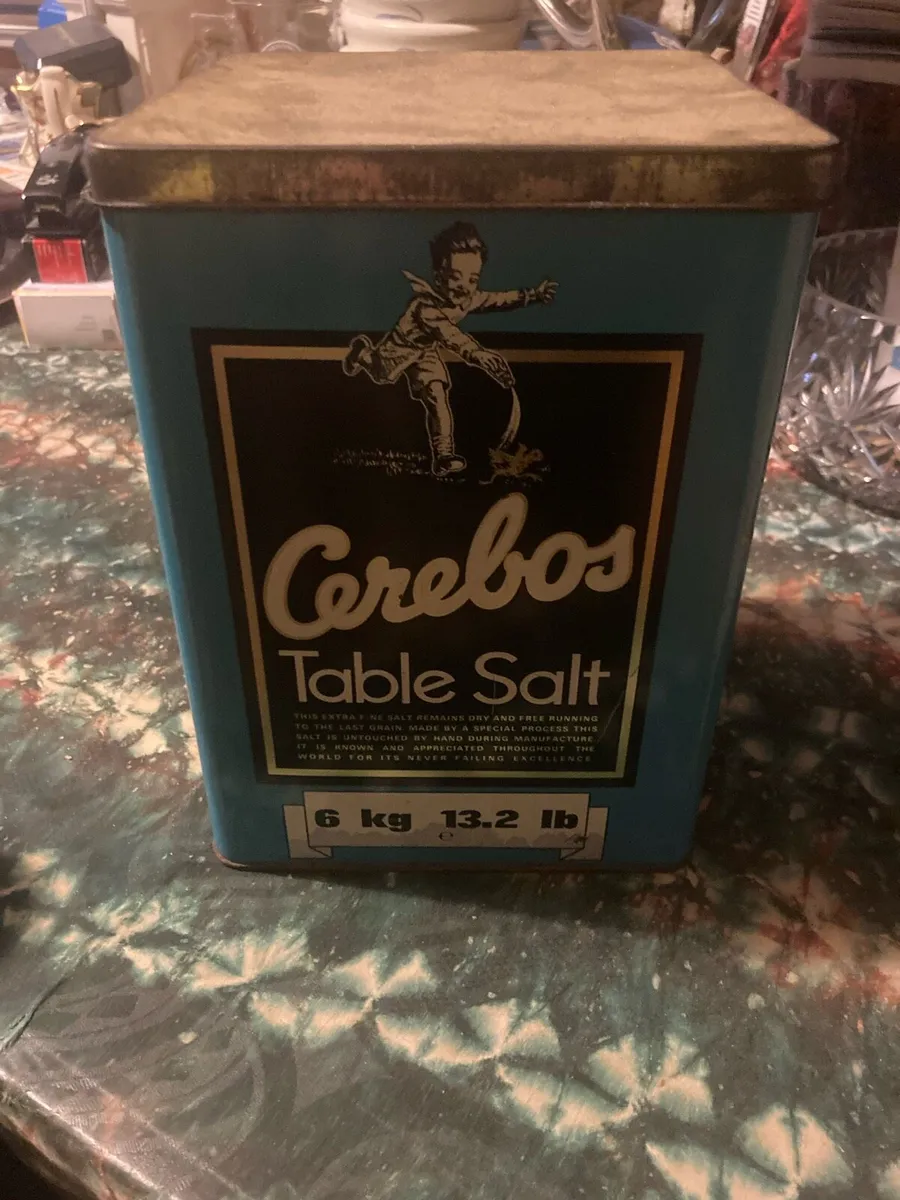 Cerebos
Table Salt
THIS EXTRA FINE SALT REMAINS DRY AND FREE RUNNING
TO THE LAST GRAIN MADE BY A SPECIAL PROCESS THIS
SALT IS UNTOUCHED BY HAND DURING MANUFACTURE
IT IS KNOWN AND APPRECIATED THROUGHOUT THE
WORLD FOR ITS NEVER FAILING EXCELLENCE
6 kg 13.2 lb
e